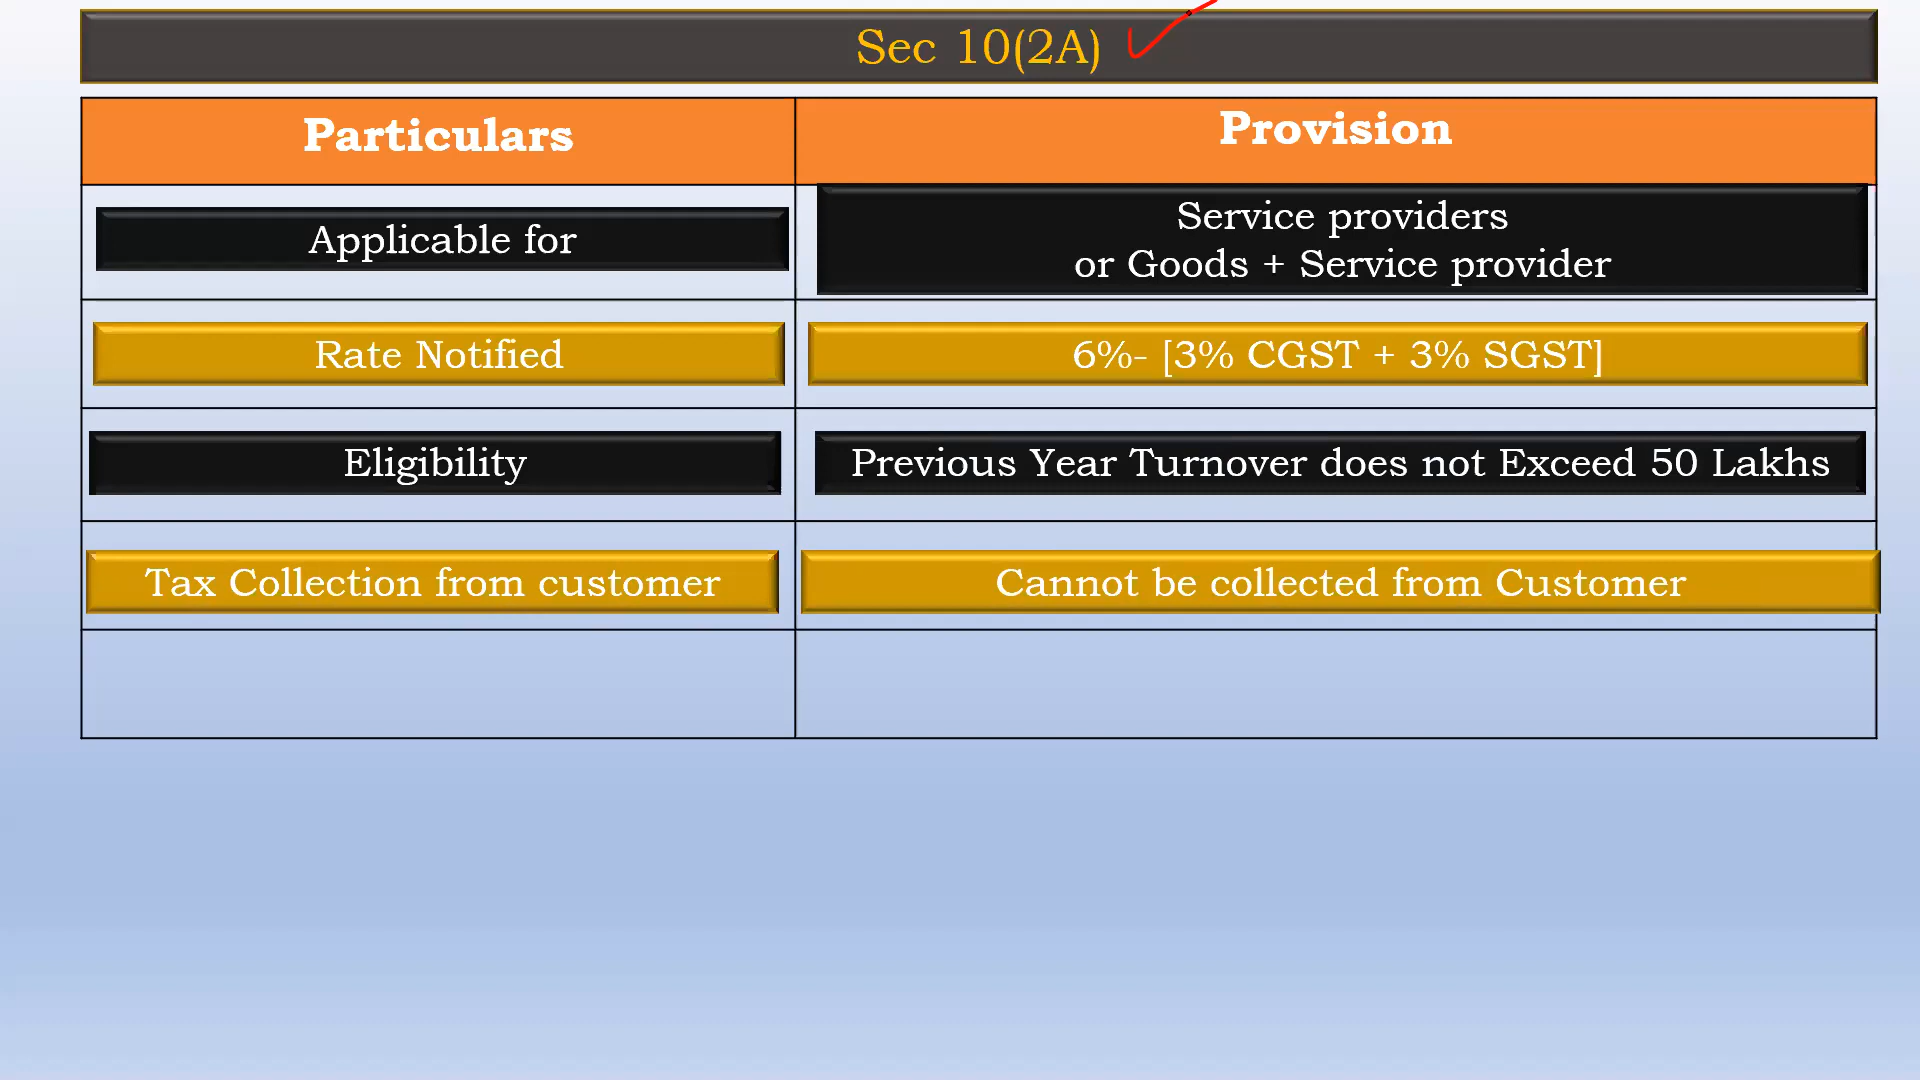 Sec 10(2A)
Particulars
Provision
Applicable for
Service providers
or Goods + Service provider
Rate Notified
6%- [3% CGST + 3% SGST]
Eligibility
Previous Year Turnover does not Exceed 50 Lakhs
Tax Collection from customer
Cannot be collected from Customer